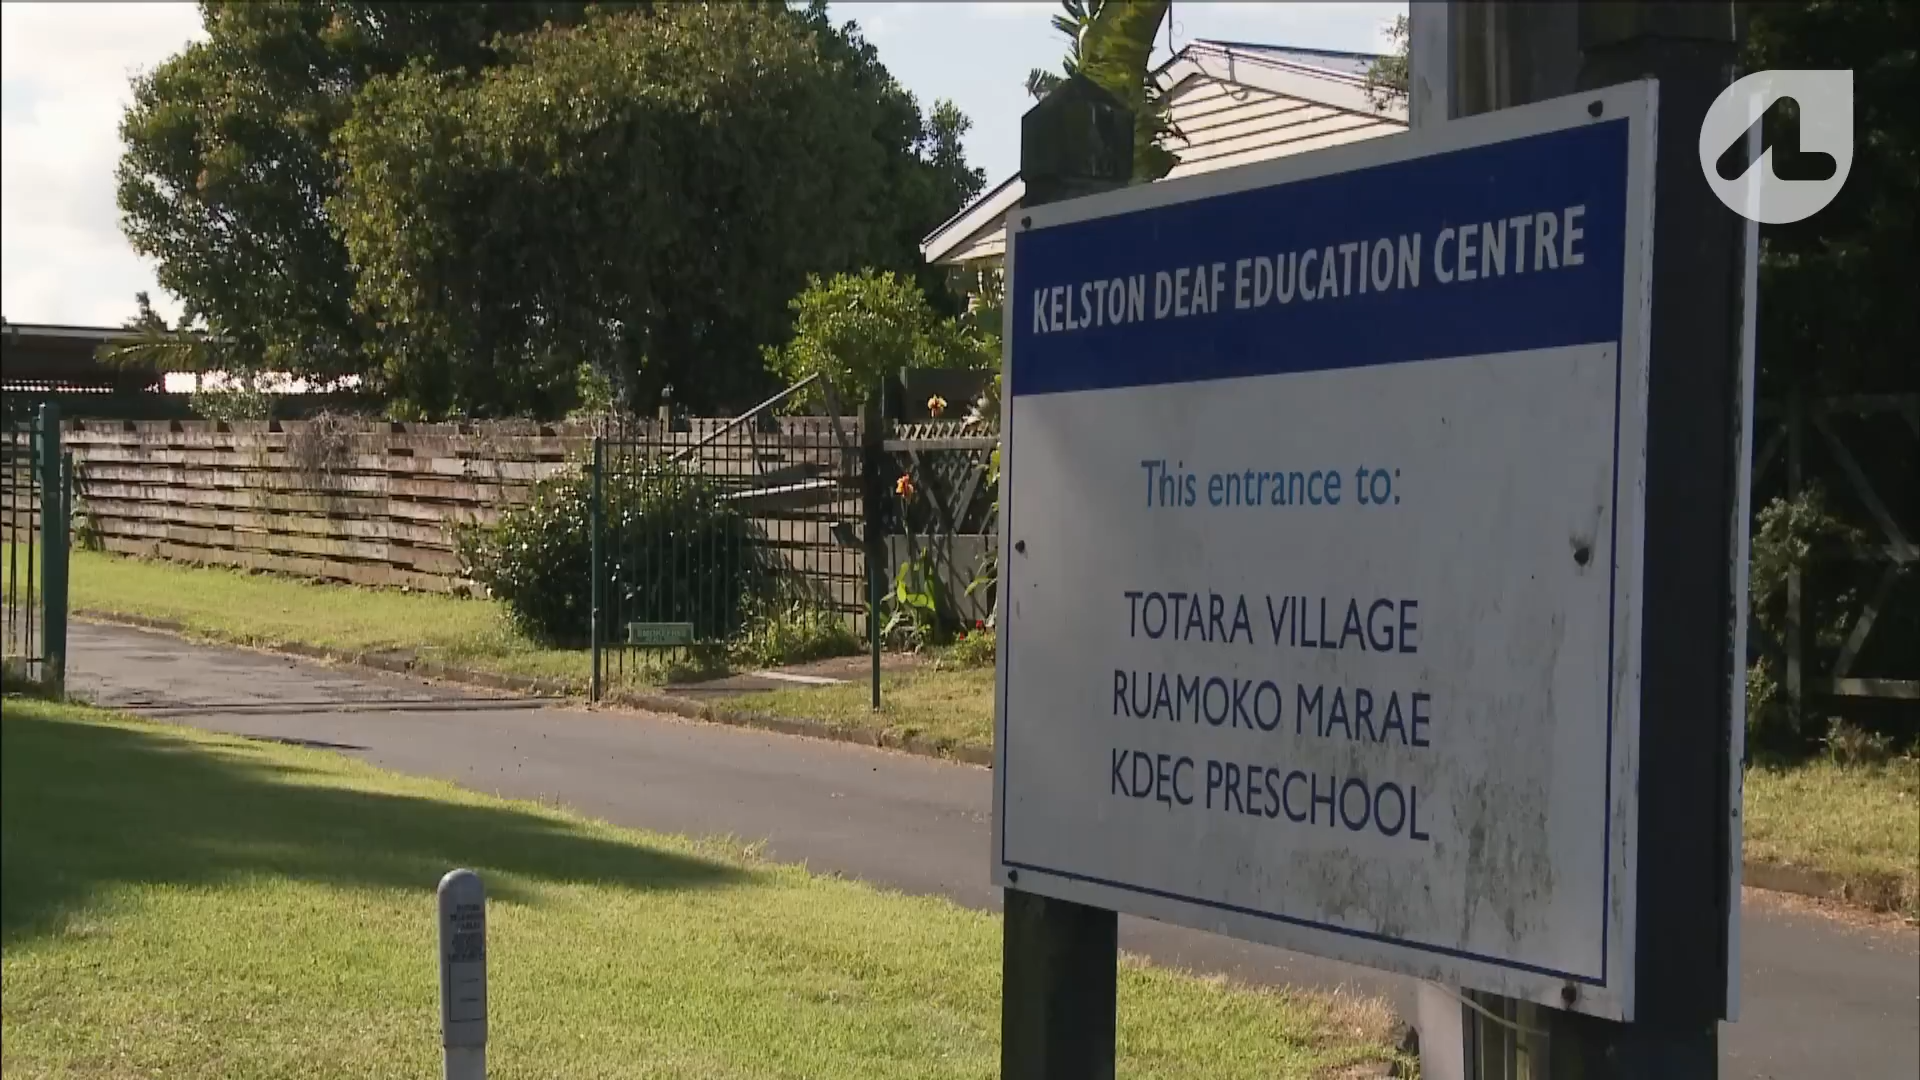 KELSTON DEAF EDUCATION CENTRE
This entrance to:
TOTARA VILLAGE
RUAMOKO MARAE
KDEC PRESCHOOL